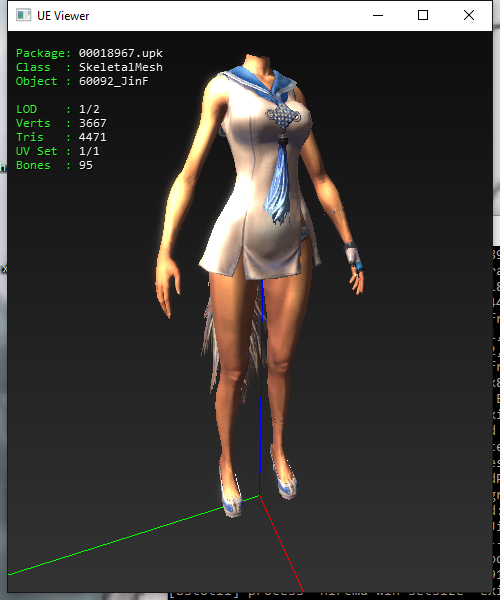 UE Viewer
Package: 00018967.upk
Class : SkeletalMesh
Object : 60092_JinF
LOD : 1/2
Verts : 3667
Tris : 4471
UV Set : 1/1
Bones : 95